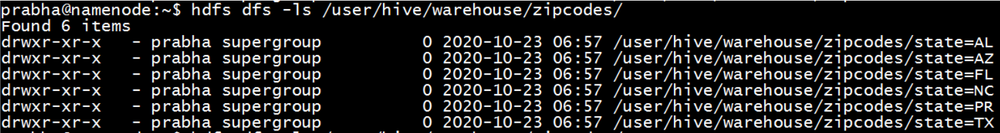 prabha@namenode:~$ hdfs dfs -ls /user/hive/warehouse/zipcodes/
Found 6 items
drwxr-xr-x   - prabha supergroup          0 2020-10-23 06:57 /user/hive/warehouse/zipcodes/state=AL
drwxr-xr-x   - prabha supergroup          0 2020-10-23 06:57 /user/hive/warehouse/zipcodes/state=AZ
drwxr-xr-x   - prabha supergroup          0 2020-10-23 06:57 /user/hive/warehouse/zipcodes/state=FL
drwxr-xr-x   - prabha supergroup          0 2020-10-23 06:57 /user/hive/warehouse/zipcodes/state=NC
drwxr-xr-x   - prabha supergroup          0 2020-10-23 06:57 /user/hive/warehouse/zipcodes/state=PR
drwxr-xr-x   - prabha supergroup          0 2020-10-23 06:57 /user/hive/warehouse/zipcodes/state=TX